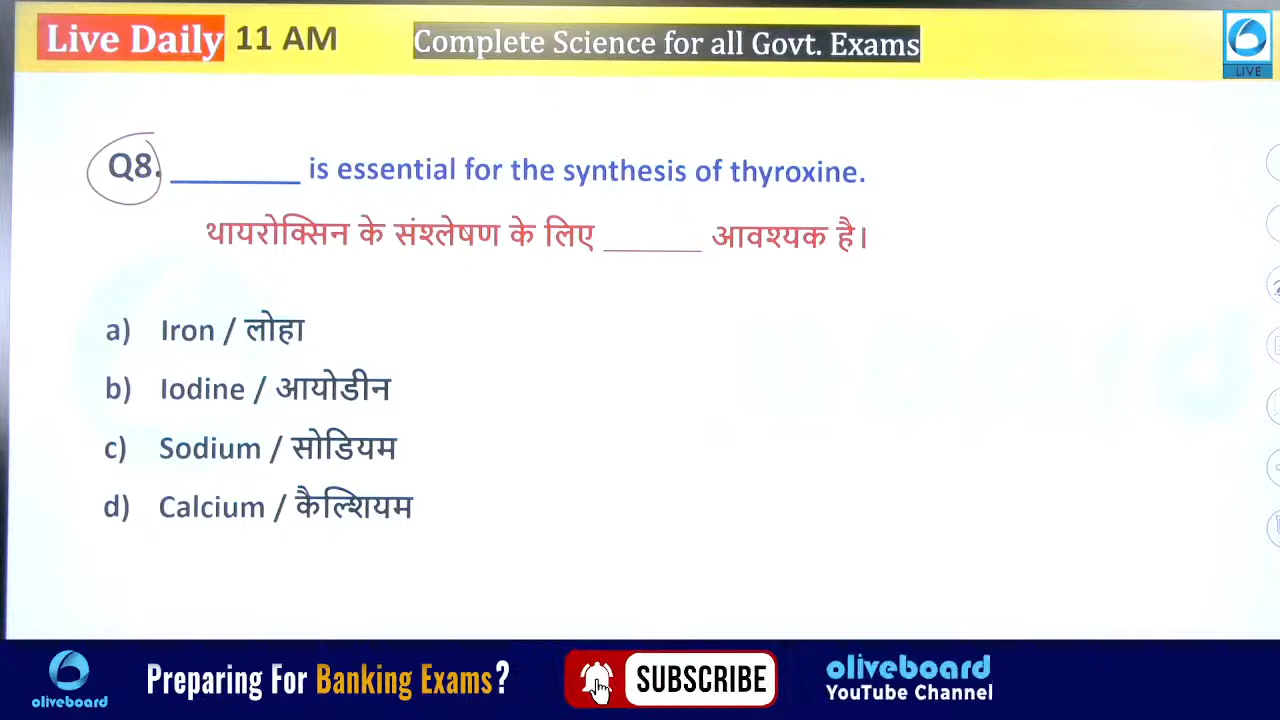 Live Daily 11 AM
Complete Science for all Govt. Exams
LIVE
Q8. ________ is essential for the synthesis of thyroxine.
थायरोक्सिन के संश्लेषण के लिए ______ आवश्यक है।
a) Iron / लोहा
b) Iodine / आयोडीन
c) Sodium / सोडियम
d) Calcium / कैल्शियम
oliveboard
Preparing For Banking Exams?
SUBSCRIBE
oliveboard
YouTube Channel